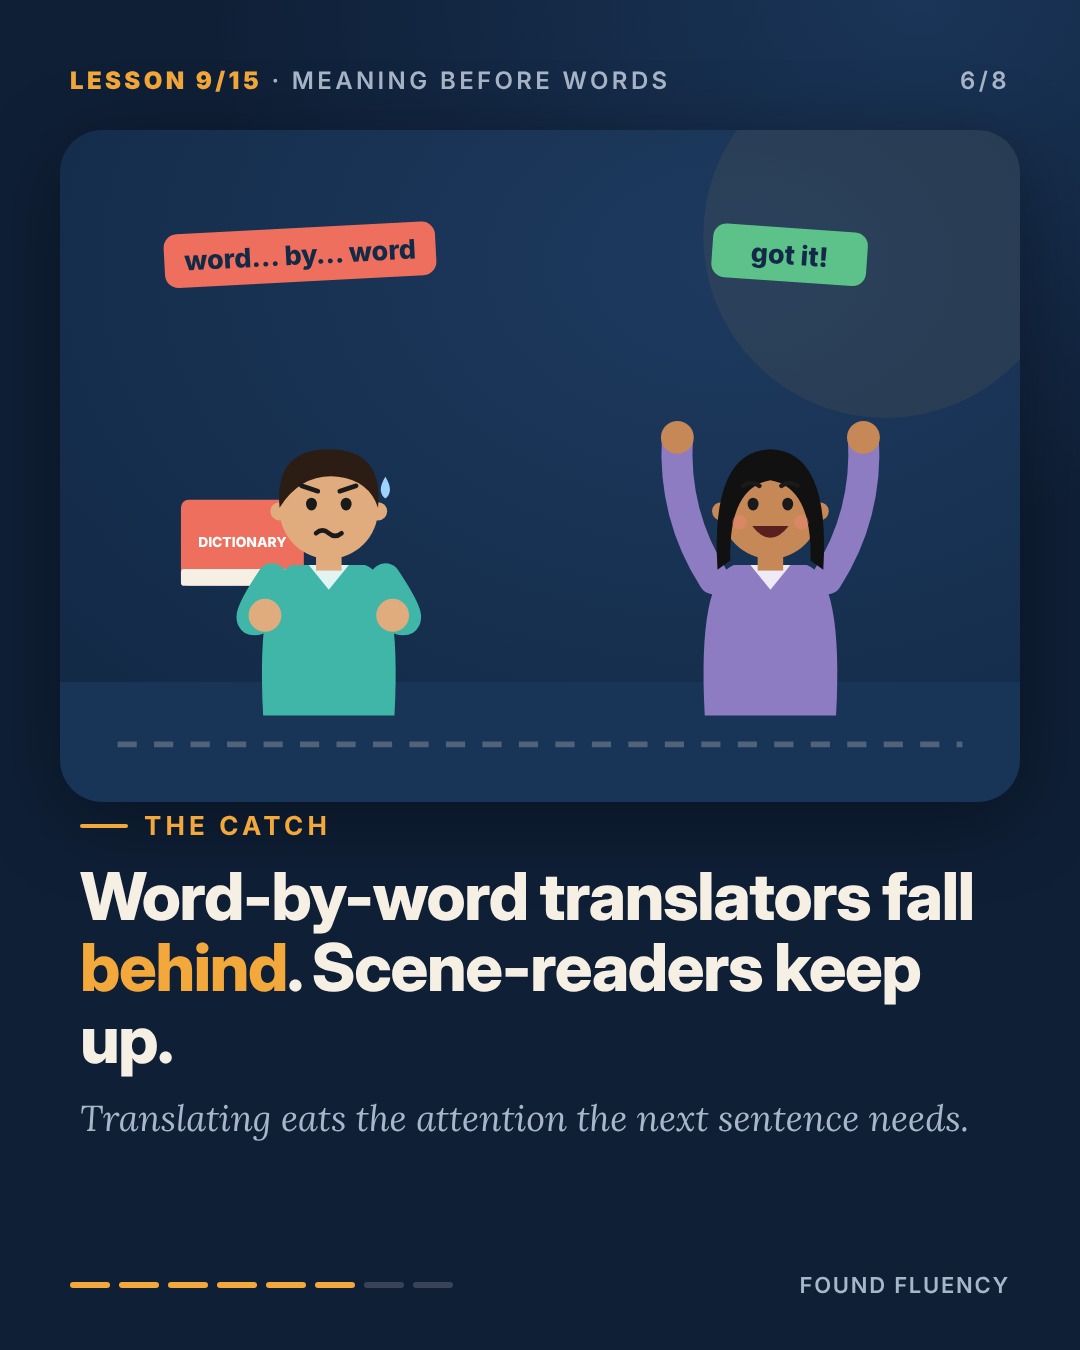 LESSON 9/15 · MEANING BEFORE WORDS
6/8
word... by... word
got it!
DICTIONARY
THE CATCH
Word-by-word translators fall
behind. Scene-readers keep
up.
Translating eats the attention the next sentence needs.
FOUND FLUENCY